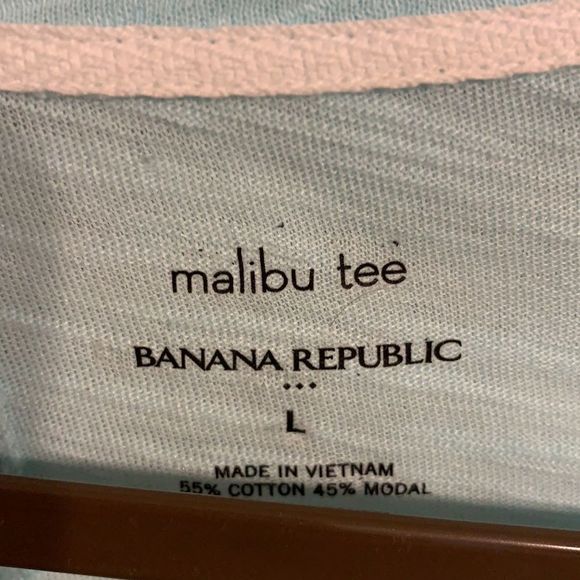 malibu tee
BANANA REPUBLIC
L
MADE IN VIETNAM
55% COTTON 45% MODAL